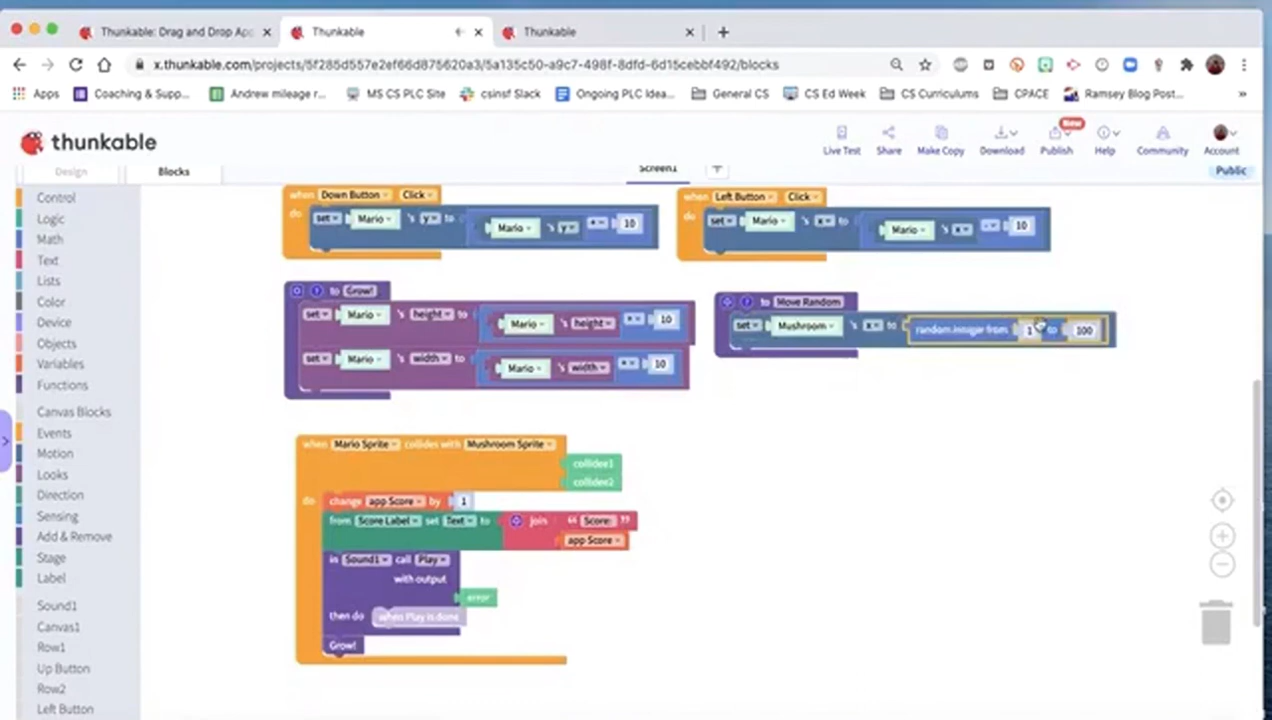 Thunkable: Drag and Drop App
Thunkable
Thunkable
x.thunkable.com/projects/5f285d557e2ef66d875620a3/5a135c50-a9c7-498f-8dfd-6d15cebbf492/blocks
Apps Coaching & Supp... Andrew mileage r... MS CS PLC Site csinsf Slack Ongoing PLC Idea... General CS CS Ed Week CS Curriculums CPACE Ramsey Blog Post... »
thunkable
New
Live Test Share Make Copy Download Publish Help Community Account
Design Blocks Screen1 Public
Control
Logic
Math
Text
Lists
Color
Device
Objects
Variables
Functions
Canvas Blocks
Events
Motion
Looks
Direction
Sensing
Add & Remove
Stage
Label
Sound1
Canvas1
Row1
Up Button
Row2
Left Button
when Down Button Click
do set Mario 's y to Mario 's y 10
when Left Button Click
do set Mario 's x to Mario 's x - 10
to Grow!
set Mario 's height to Mario 's height 10
set Mario 's width to Mario 's width 10
to Move Random
set Mushroom 's x to random integer from 1 to 100
when Mario Sprite collides with Mushroom Sprite
collidee1
collidee2
do change app Score by 1
from Score Label set Text to join “ Score: ”
app Score
in Sound1 call Play
with output
error
then do when Play is done
Grow!